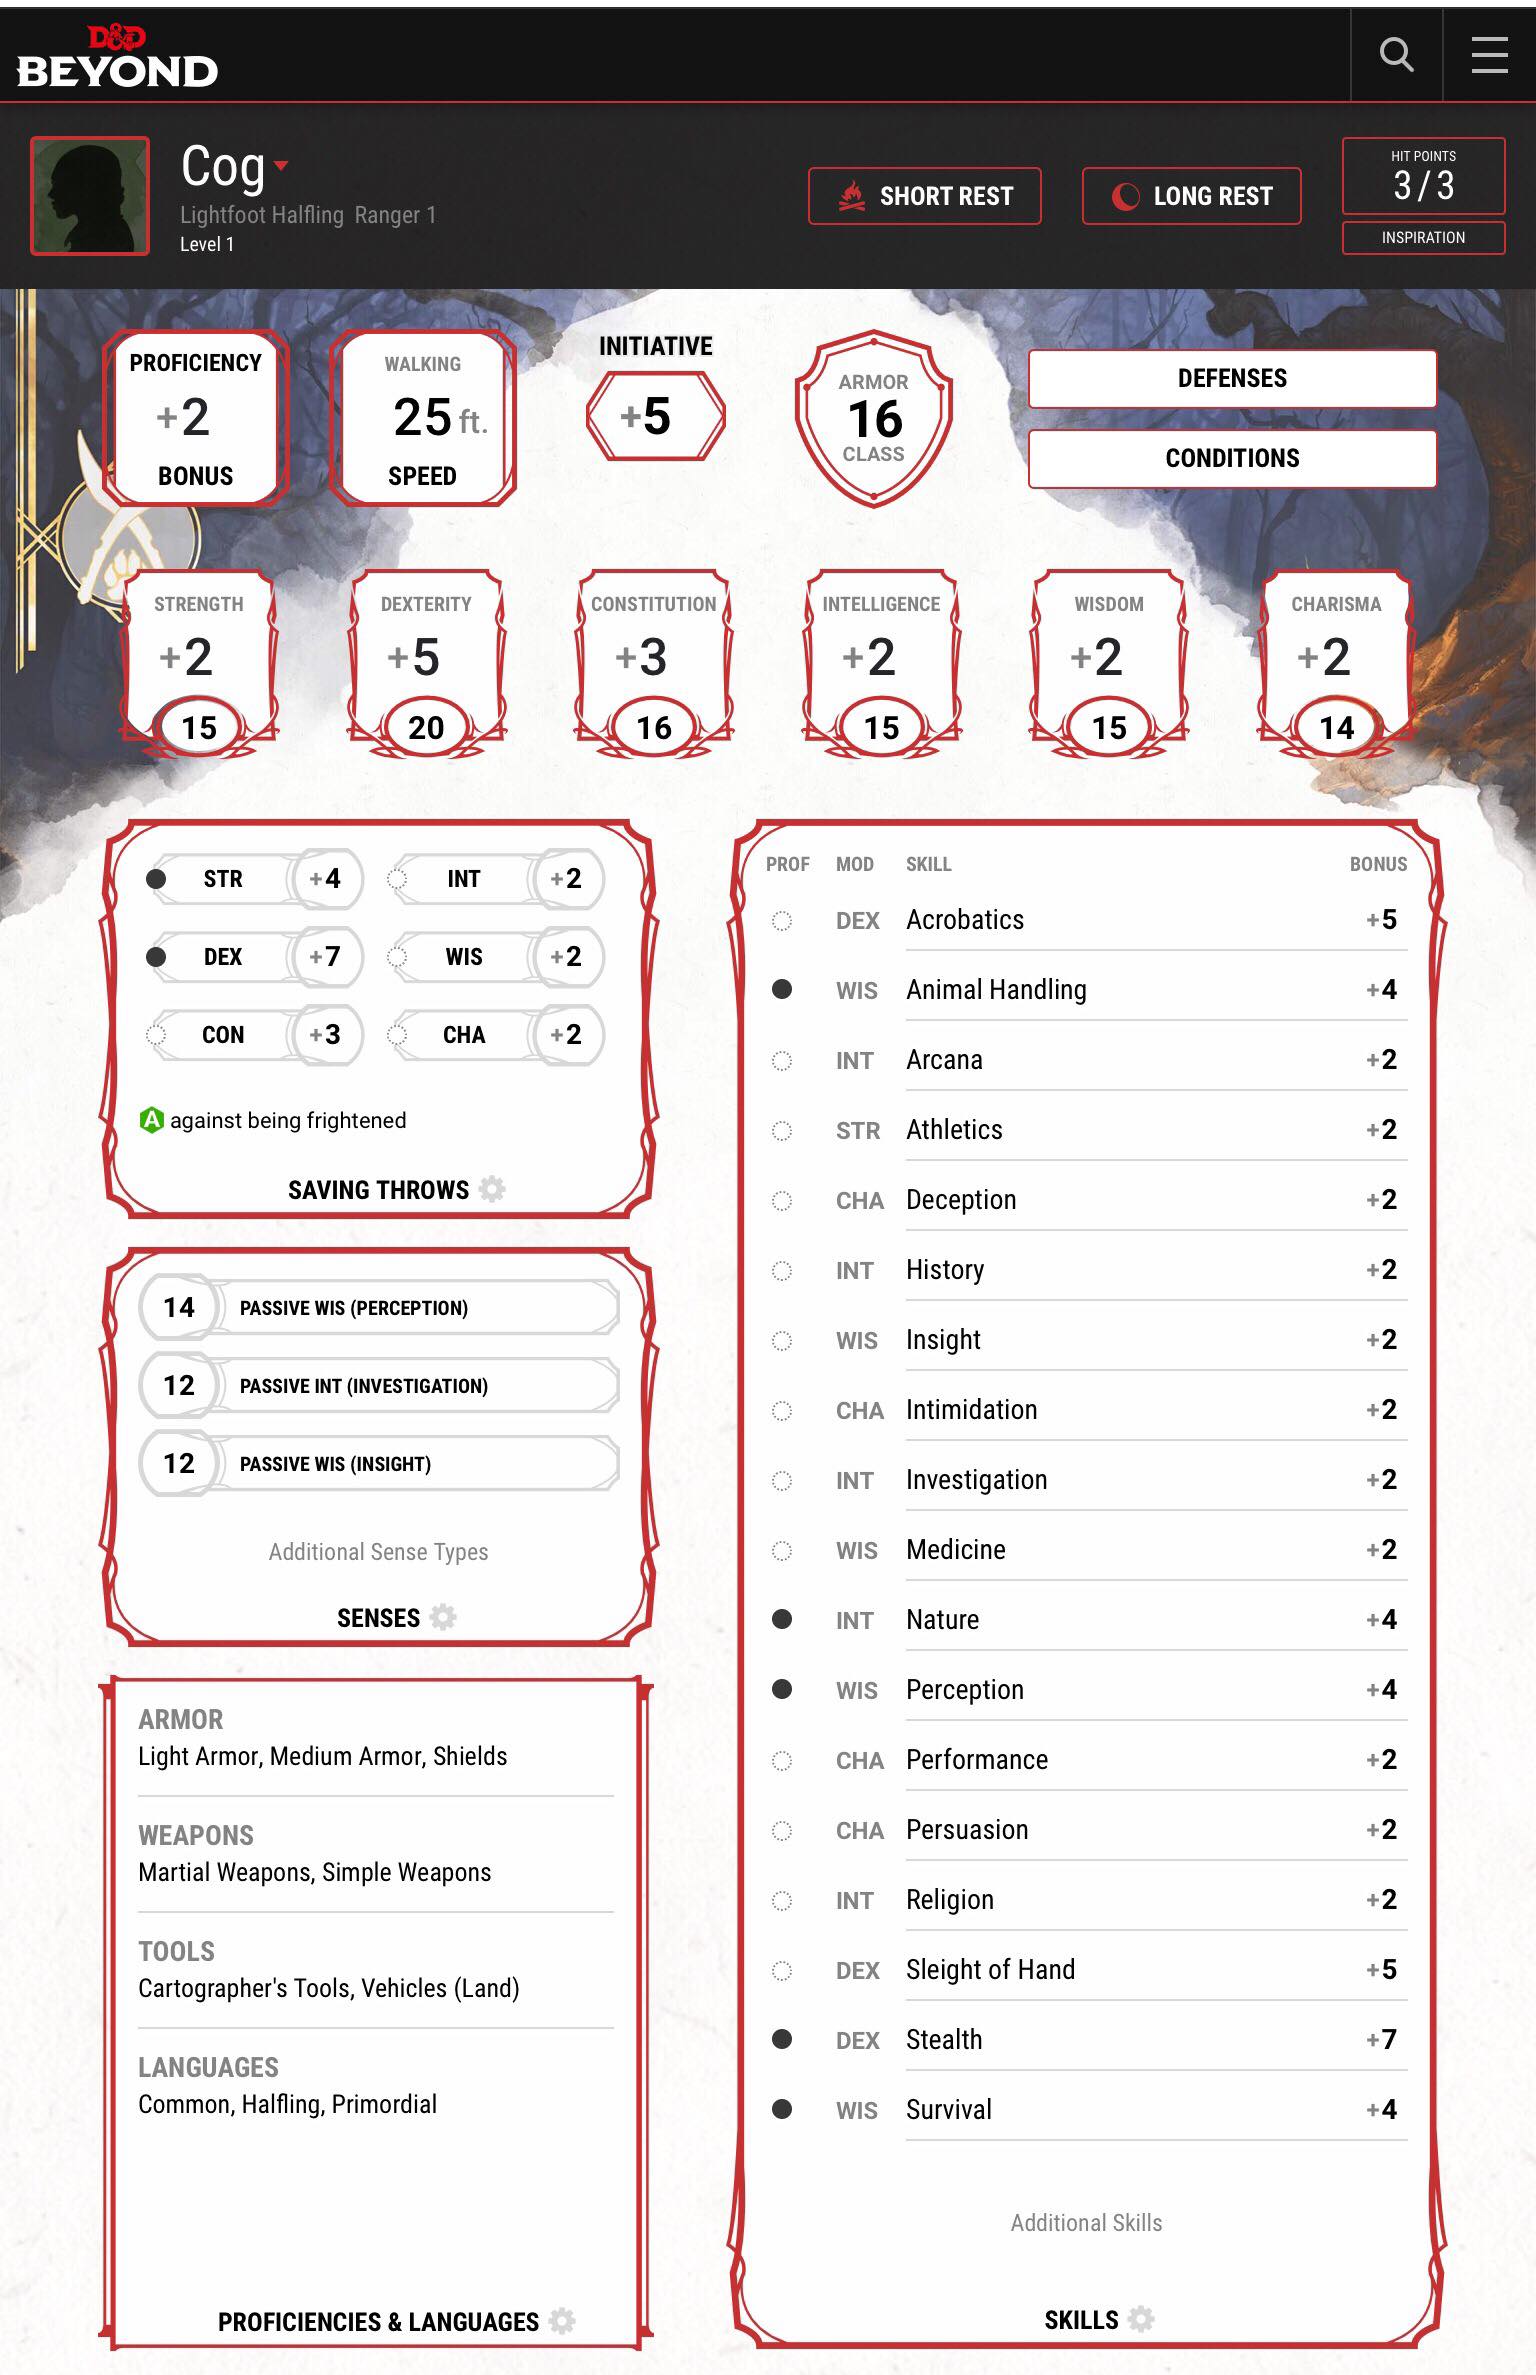 D&D
BEYOND
Cog
Lightfoot Halfling Ranger 1
Level 1
SHORT REST
LONG REST
HIT POINTS
3/3
INSPIRATION
PROFICIENCY
+2
BONUS
WALKING
25 ft.
SPEED
INITIATIVE
+5
ARMOR
16
CLASS
DEFENSES
CONDITIONS
STRENGTH
+2
15
DEXTERITY
+5
20
CONSTITUTION
+3
16
INTELLIGENCE
+2
15
WISDOM
+2
15
CHARISMA
+2
14
STR +4 INT +2
DEX +7 WIS +2
CON +3 CHA +2
A against being frightened
SAVING THROWS
14 PASSIVE WIS (PERCEPTION)
12 PASSIVE INT (INVESTIGATION)
12 PASSIVE WIS (INSIGHT)
Additional Sense Types
SENSES
ARMOR
Light Armor, Medium Armor, Shields
WEAPONS
Martial Weapons, Simple Weapons
TOOLS
Cartographer's Tools, Vehicles (Land)
LANGUAGES
Common, Halfling, Primordial
PROFICIENCIES & LANGUAGES
PROF MOD SKILL BONUS
DEX Acrobatics +5
WIS Animal Handling +4
INT Arcana +2
STR Athletics +2
CHA Deception +2
INT History +2
WIS Insight +2
CHA Intimidation +2
INT Investigation +2
WIS Medicine +2
INT Nature +4
WIS Perception +4
CHA Performance +2
CHA Persuasion +2
INT Religion +2
DEX Sleight of Hand +5
DEX Stealth +7
WIS Survival +4
Additional Skills
SKILLS